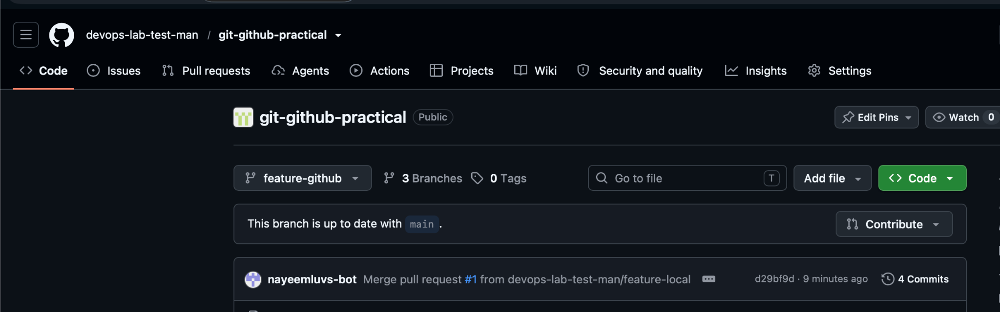 devops-lab-test-man / git-github-practical
Code Issues Pull requests Agents Actions Projects Wiki Security and quality Insights Settings
git-github-practical Public Edit Pins Watch 0
feature-github 3 Branches 0 Tags Go to file T Add file Code
This branch is up to date with main . Contribute
nayeemluvs-bot Merge pull request #1 from devops-lab-test-man/feature-local d29bf9d · 9 minutes ago 4 Commits